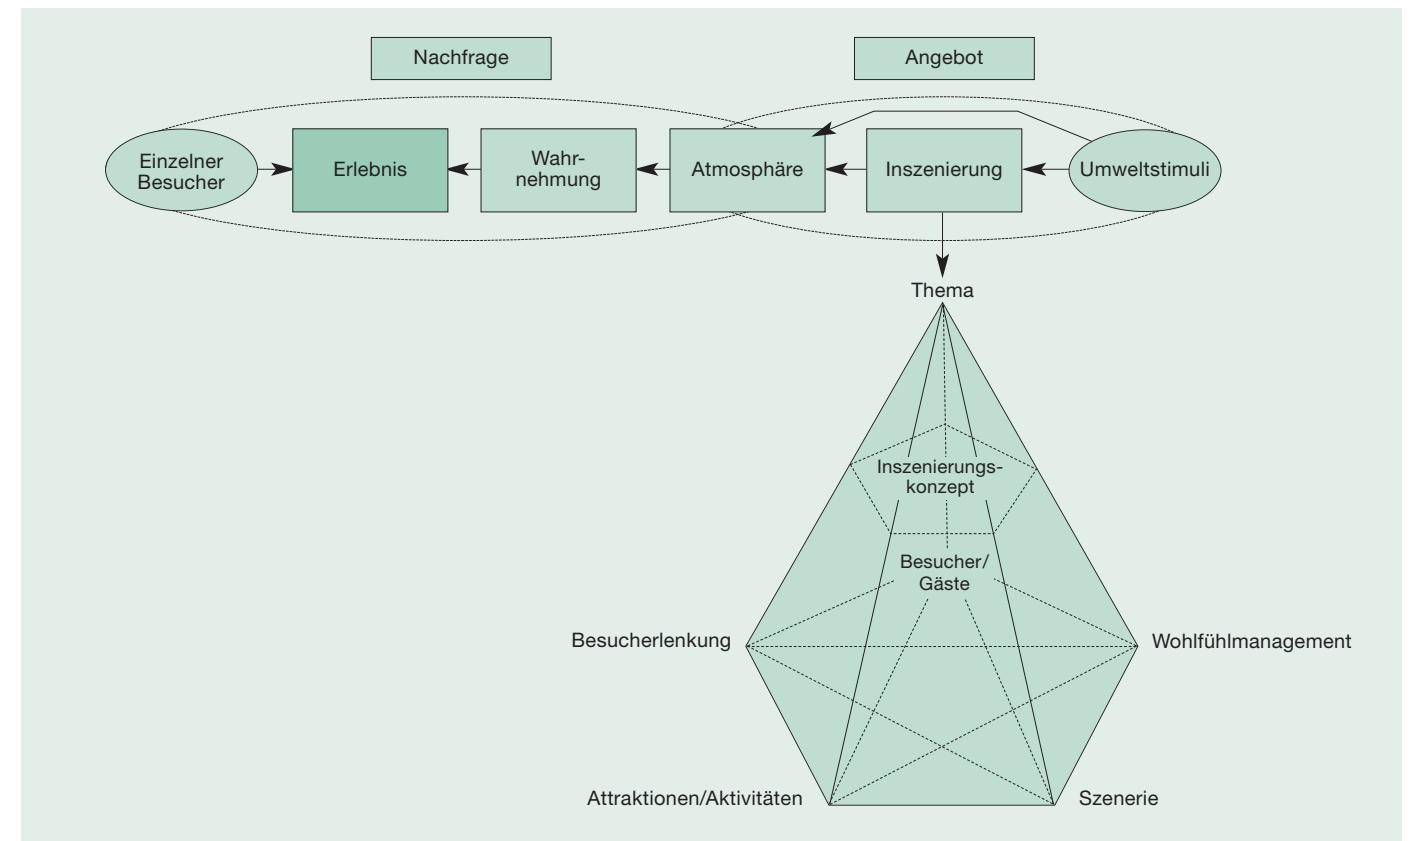 Nachfrage
Angebot
Einzelner
Besucher
Erlebnis
Wahr-
nehmung
Atmosphäre
Inszenierung
Umweltstimuli
Thema
Inszenierungs-
konzept
Besucher/
Gäste
Besucherlenkung
Wohlfühlmanagement
Attraktionen/Aktivitäten
Szenerie